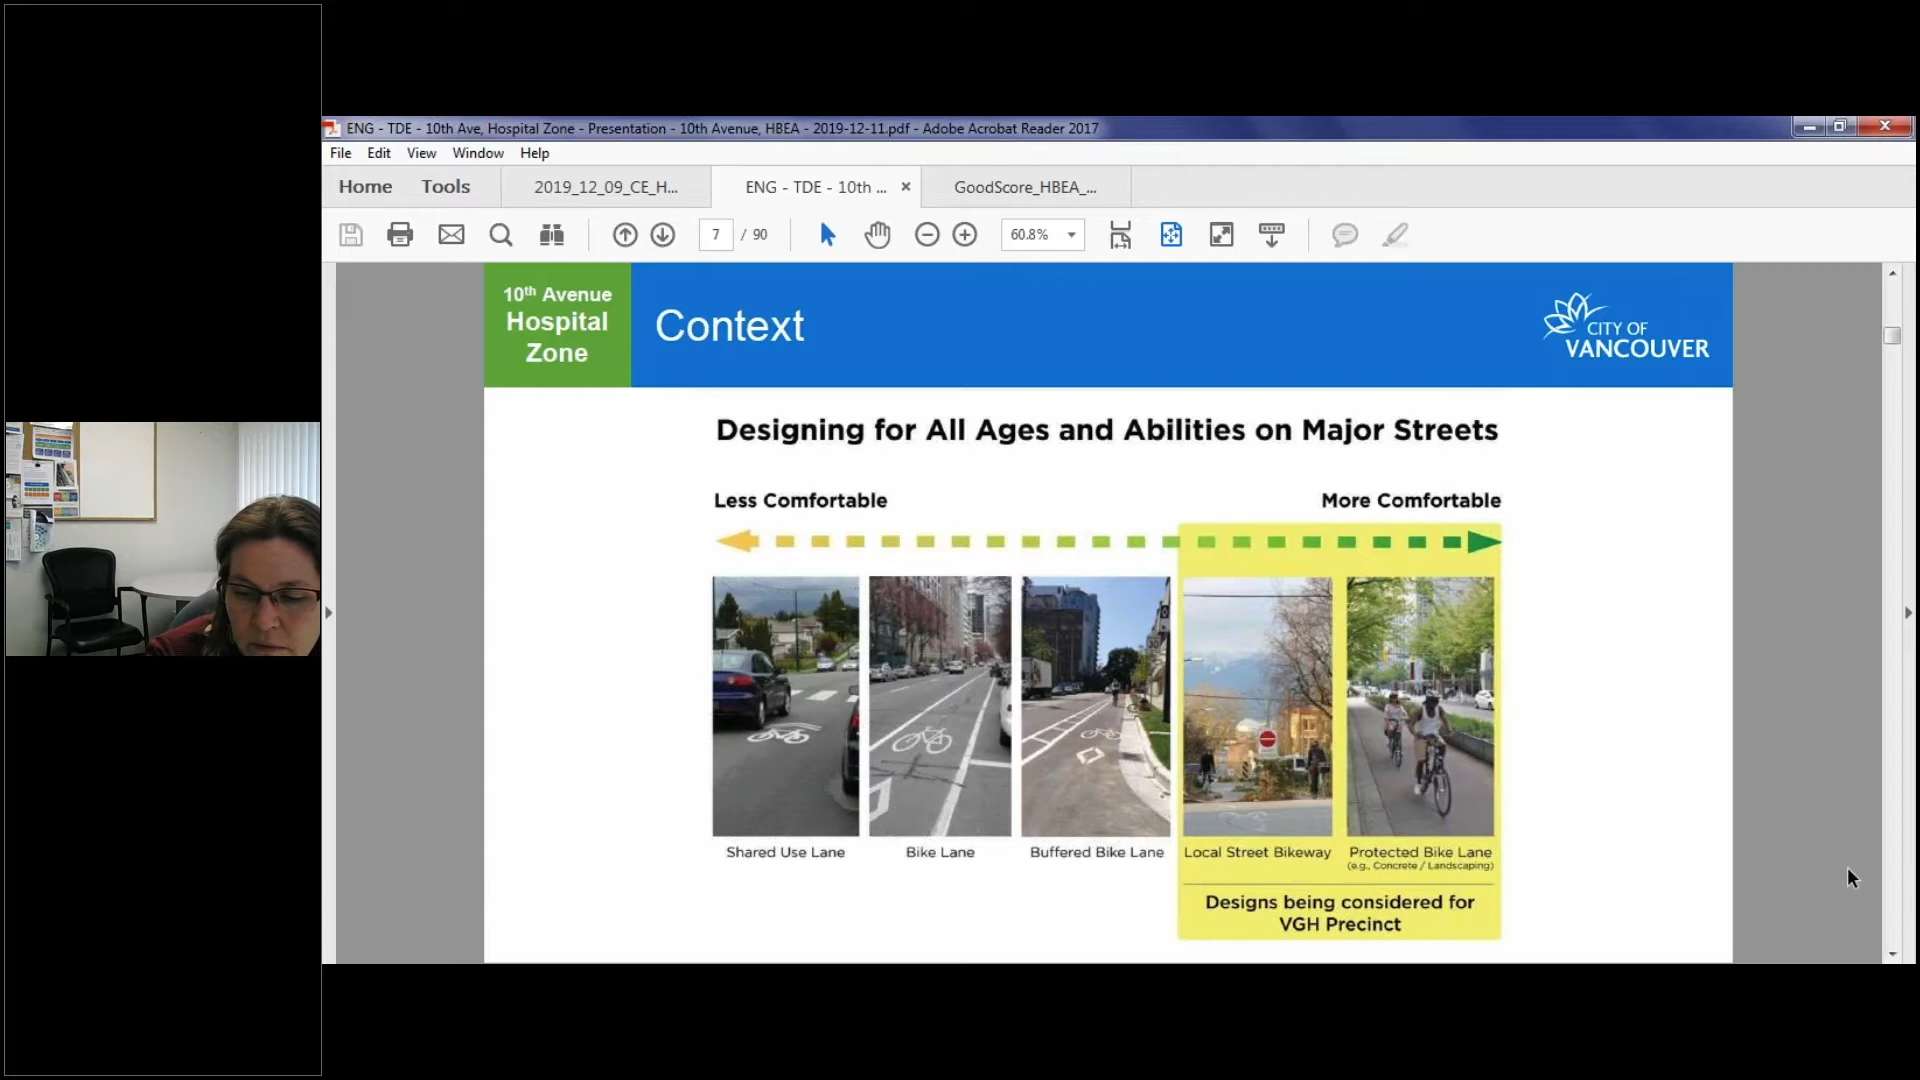 ENG - TDE - 10th Ave, Hospital Zone - Presentation - 10th Avenue, HBEA - 2019-12-11.pdf - Adobe Acrobat Reader 2017
File Edit View Window Help
Home Tools 2019_12_09_CE_H... ENG - TDE - 10th ... GoodScore_HBEA_...
7 / 90 60.8%
10th Avenue
Hospital
Zone
Context
CITY OF
VANCOUVER
Designing for All Ages and Abilities on Major Streets
Less Comfortable More Comfortable
Shared Use Lane Bike Lane Buffered Bike Lane Local Street Bikeway Protected Bike Lane
(e.g., Concrete / Landscaping)
Designs being considered for
VGH Precinct